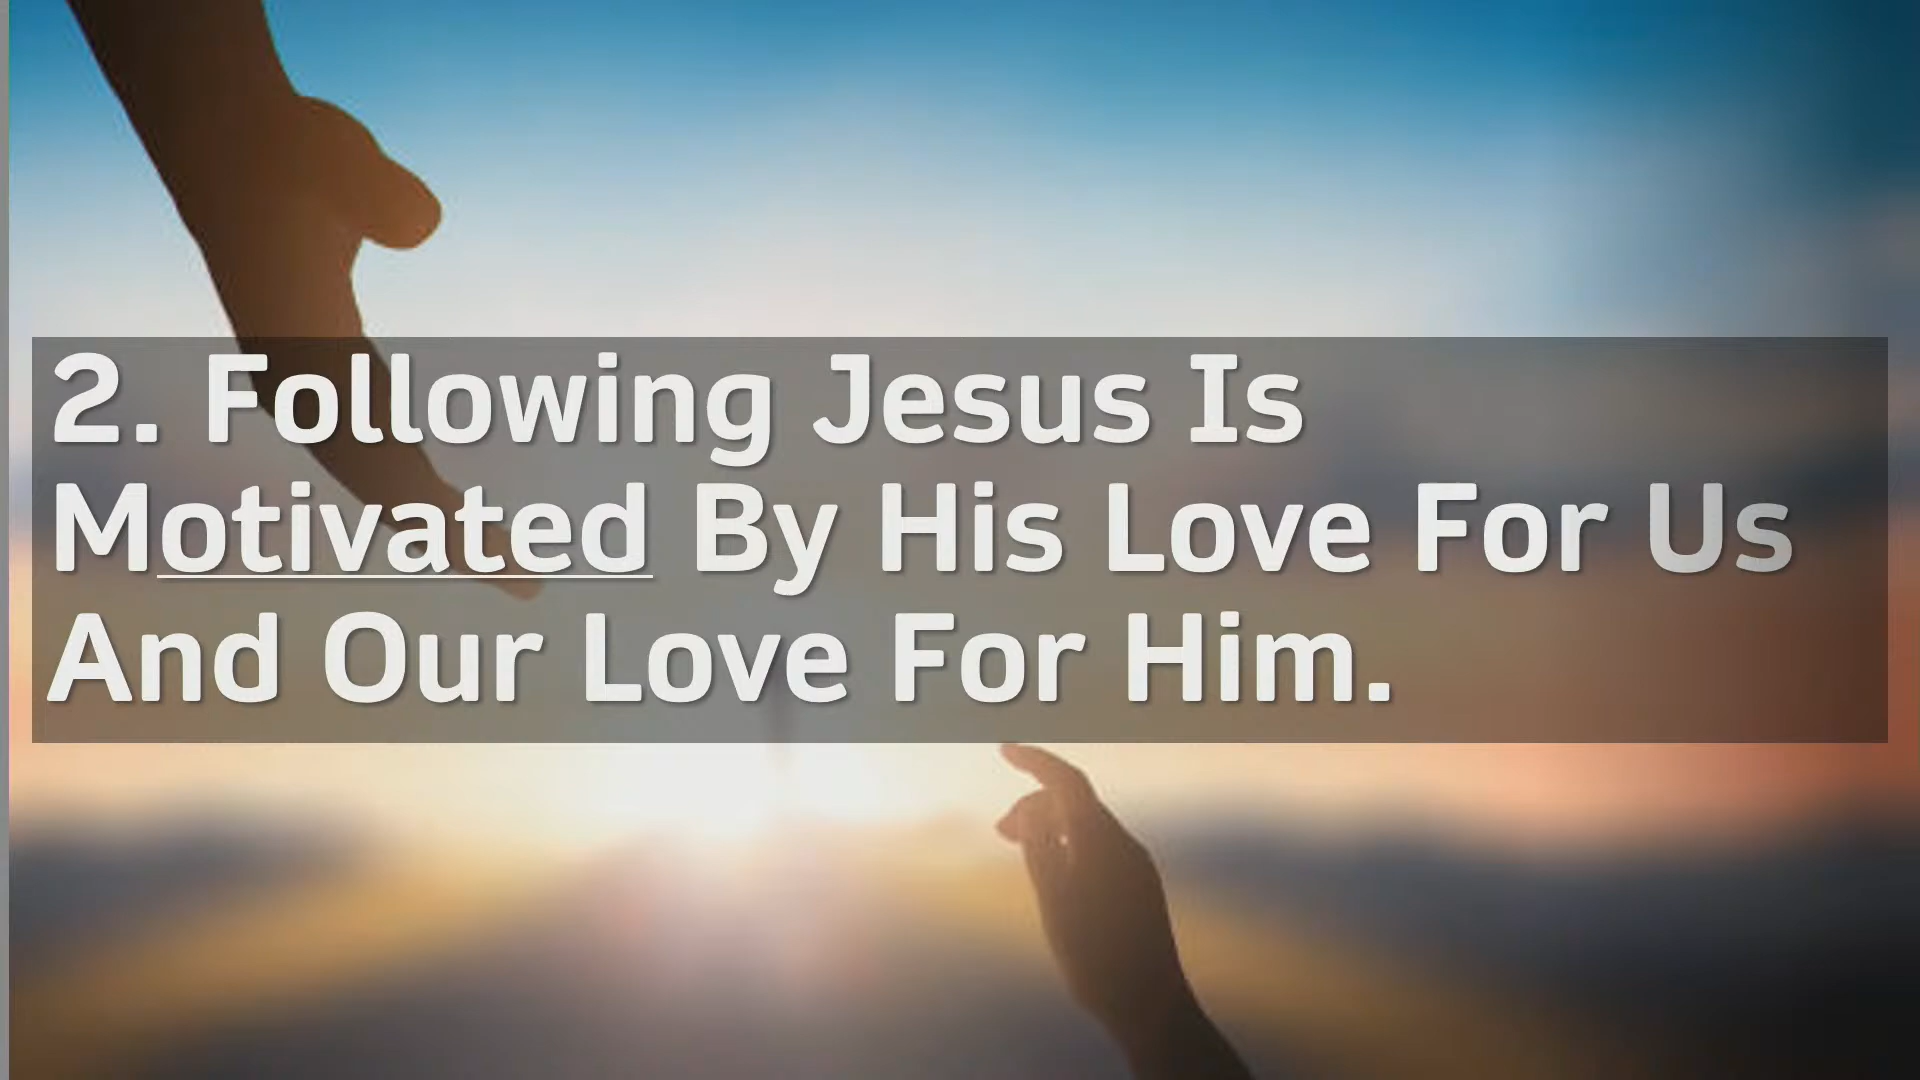 2. Following Jesus Is
Motivated By His Love For Us
And Our Love For Him.